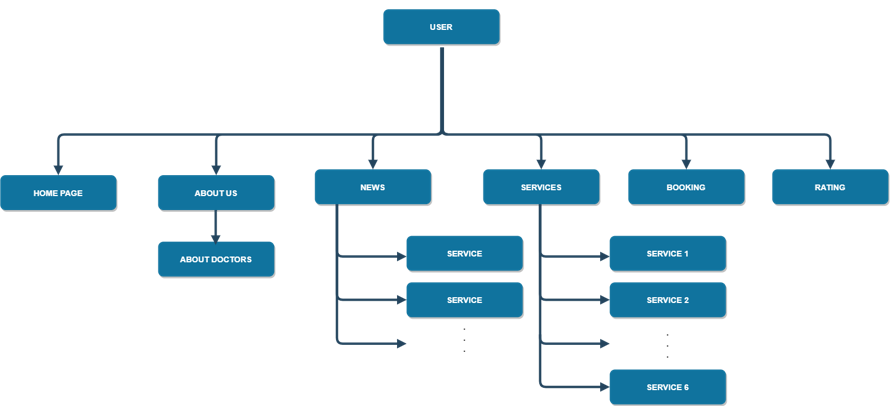 USER
HOME PAGE
ABOUT US
NEWS
SERVICES
BOOKING
RATING
ABOUT DOCTORS
SERVICE
SERVICE 1
SERVICE
SERVICE 2
.
.
.
.
.
.
SERVICE 6